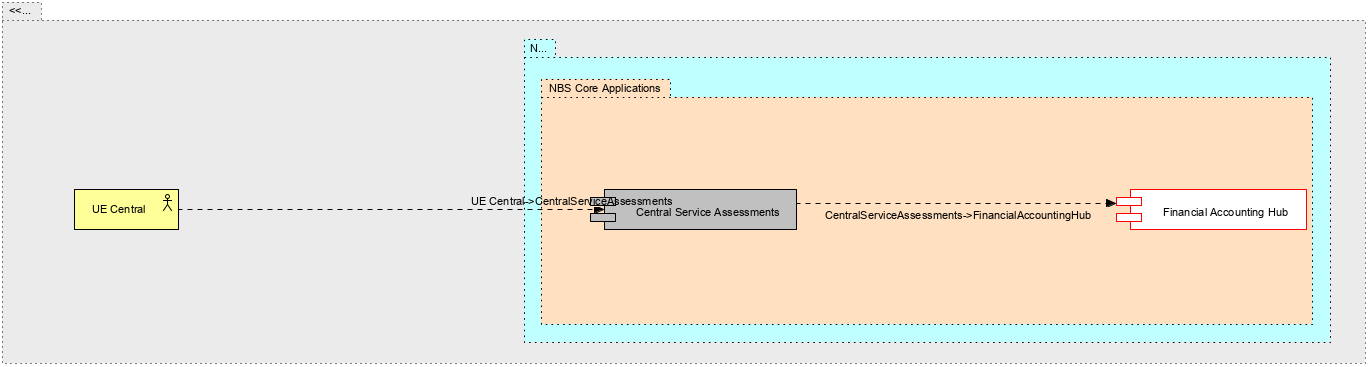 <<...
N...
NBS Core Applications
UE Central
UE Central->CentralServiceAssessments
Central Service Assessments
CentralServiceAssessments->FinancialAccountingHub
Financial Accounting Hub